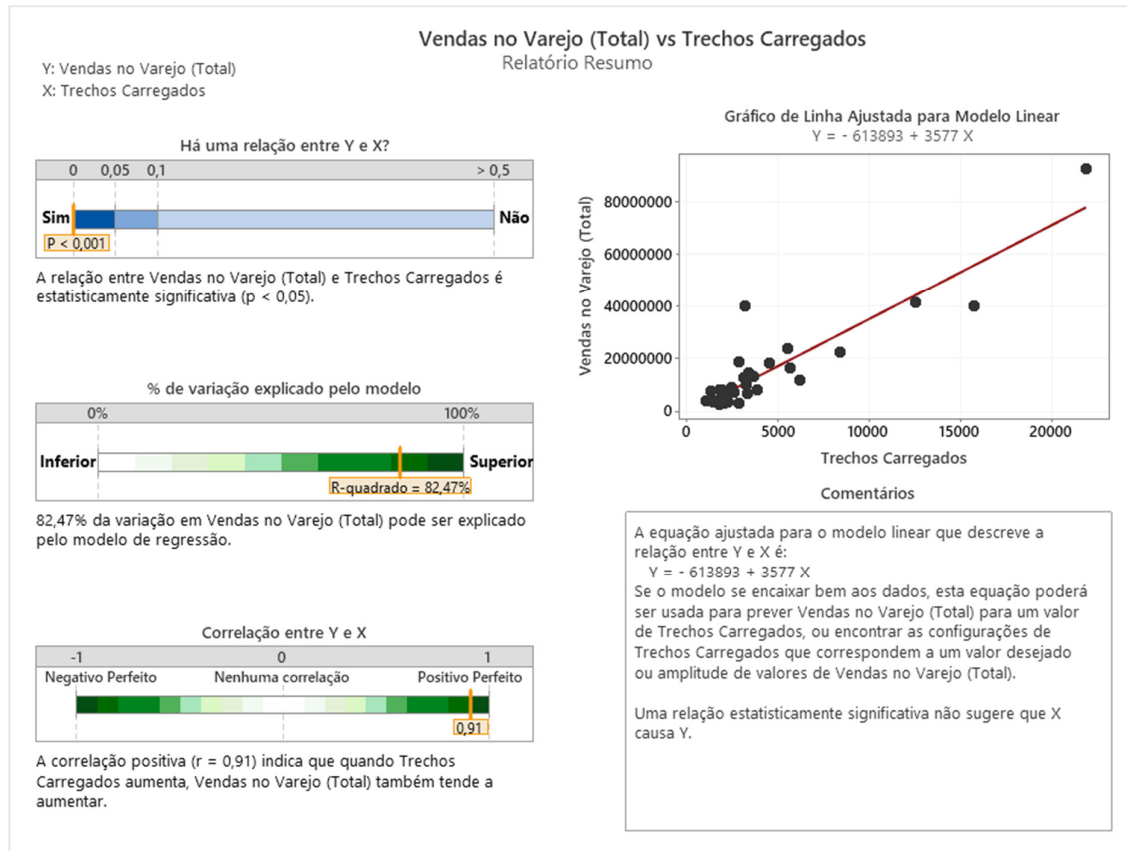 Vendas no Varejo (Total) vs Trechos Carregados
Relatório Resumo
Y: Vendas no Varejo (Total)
X: Trechos Carregados
Há uma relação entre Y e X?
0 0,05 0,1 > 0,5
Sim Não
P < 0,001
A relação entre Vendas no Varejo (Total) e Trechos Carregados é
estatisticamente significativa (p < 0,05).
% de variação explicado pelo modelo
0% 100%
Inferior Superior
R-quadrado = 82,47%
82,47% da variação em Vendas no Varejo (Total) pode ser explicado
pelo modelo de regressão.
Correlação entre Y e X
-1 0 1
Negativo Perfeito Nenhuma correlação Positivo Perfeito
0,91
A correlação positiva (r = 0,91) indica que quando Trechos
Carregados aumenta, Vendas no Varejo (Total) também tende a
aumentar.
Gráfico de Linha Ajustada para Modelo Linear
Y = - 613893 + 3577 X
Vendas no Varejo (Total)
80000000
60000000
40000000
20000000
0
0 5000 10000 15000 20000
Trechos Carregados
Comentários
A equação ajustada para o modelo linear que descreve a
relação entre Y e X é:
Y = - 613893 + 3577 X
Se o modelo se encaixar bem aos dados, esta equação poderá
ser usada para prever Vendas no Varejo (Total) para um valor
de Trechos Carregados, ou encontrar as configurações de
Trechos Carregados que correspondem a um valor desejado
ou amplitude de valores de Vendas no Varejo (Total).
Uma relação estatisticamente significativa não sugere que X
causa Y.